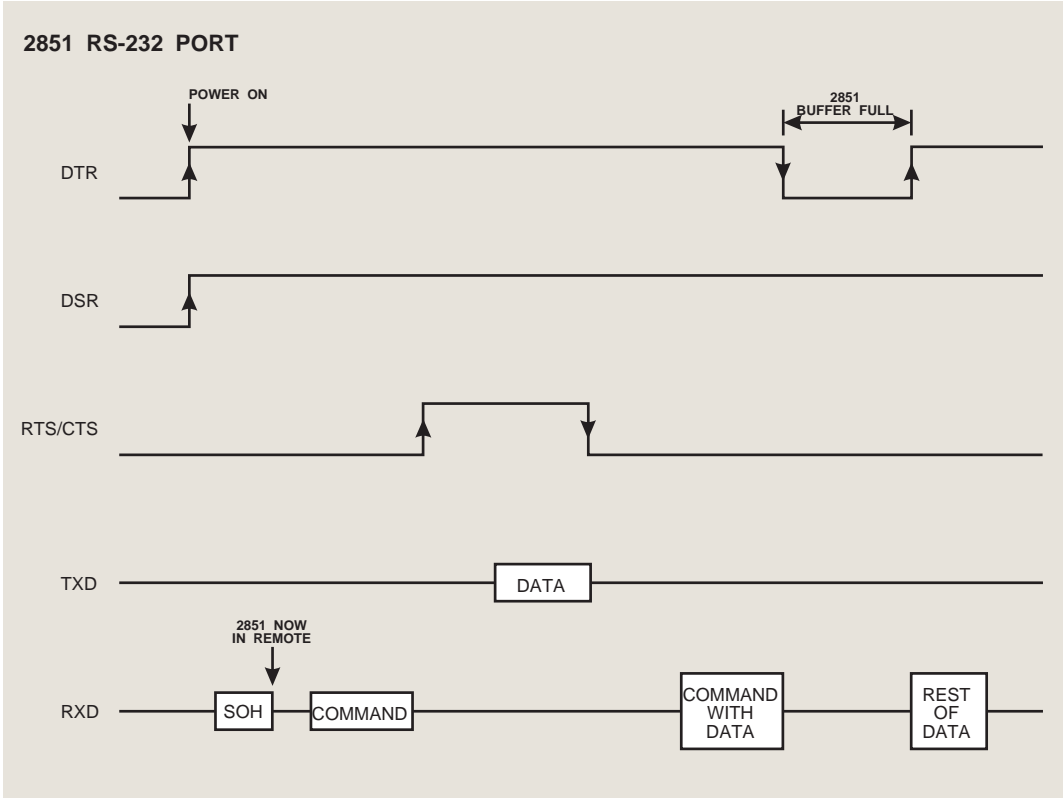 2851 RS-232 PORT
POWER ON
2851
BUFFER FULL
DTR
DSR
RTS/CTS
TXD
DATA
2851 NOW
IN REMOTE
RXD
SOH
COMMAND
COMMAND
WITH
DATA
REST
OF
DATA